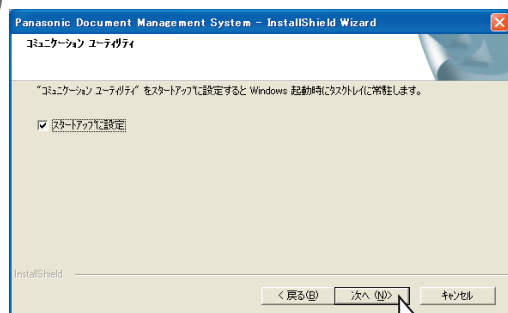 Panasonic Document Management System - InstallShield Wizard
コミュニケーション ユーティリティ
"コミュニケーション ユーティリティ" をスタートアップに設定すると Windows 起動時にタスクトレイに常駐します。
スタートアップに設定
InstallShield
< 戻る(B) 次へ (N)> キャンセル